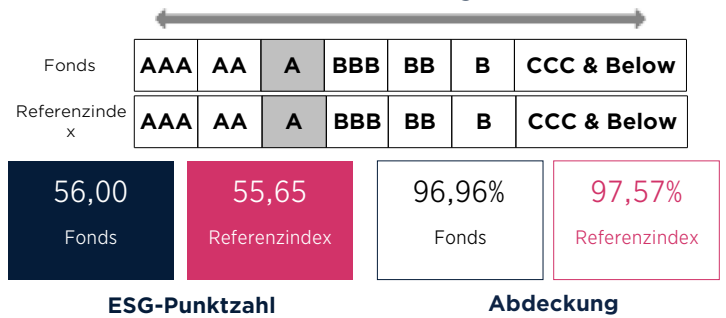 Fonds AAA AA A BBB BB B CCC & Below
Referenzinde
x AAA AA A BBB BB B CCC & Below
56,00 55,65 96,96% 97,57%
Fonds Referenzindex Fonds Referenzindex
ESG-Punktzahl Abdeckung